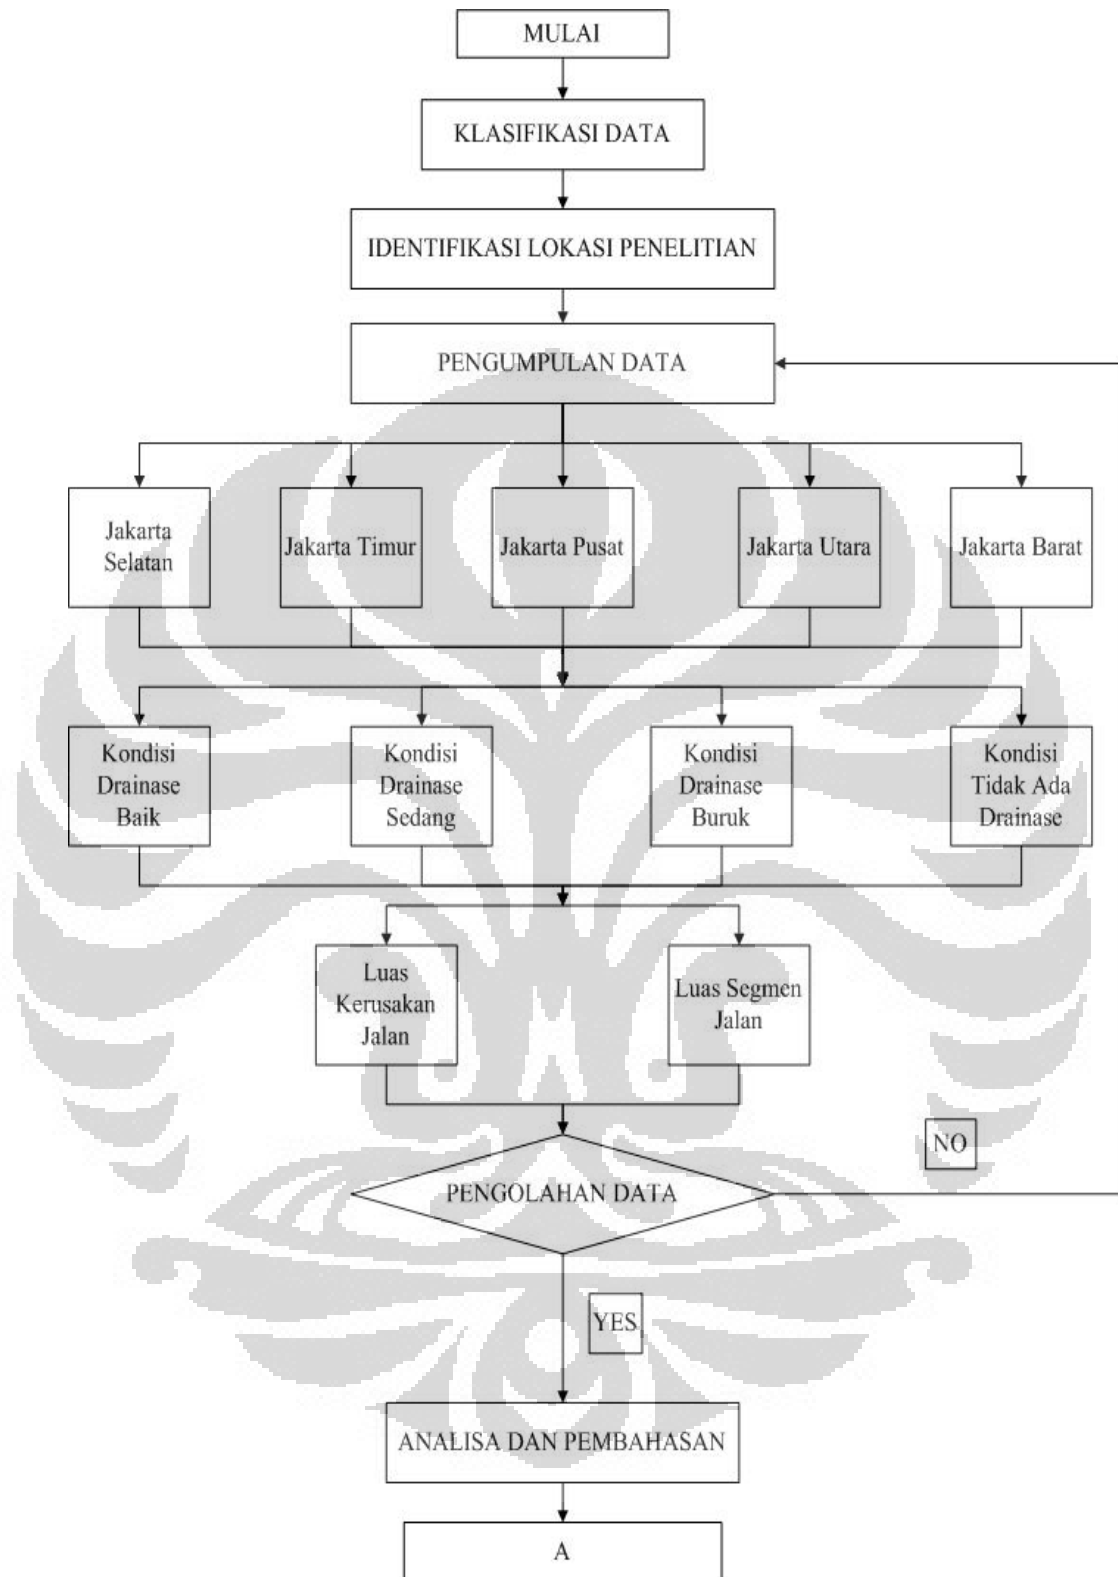 MULAI
KLASIFIKASI DATA
IDENTIFIKASI LOKASI PENELITIAN
PENGUMPULAN DATA
Jakarta
Selatan
Jakarta Timur
Jakarta Pusat
Jakarta Utara
Jakarta Barat
Kondisi
Drainase
Baik
Kondisi
Drainase
Sedang
Kondisi
Drainase
Buruk
Kondisi
Tidak Ada
Drainase
Luas
Kerusakan
Jalan
Luas Segmen
Jalan
NO
PENGOLAHAN DATA
YES
ANALISA DAN PEMBAHASAN
A